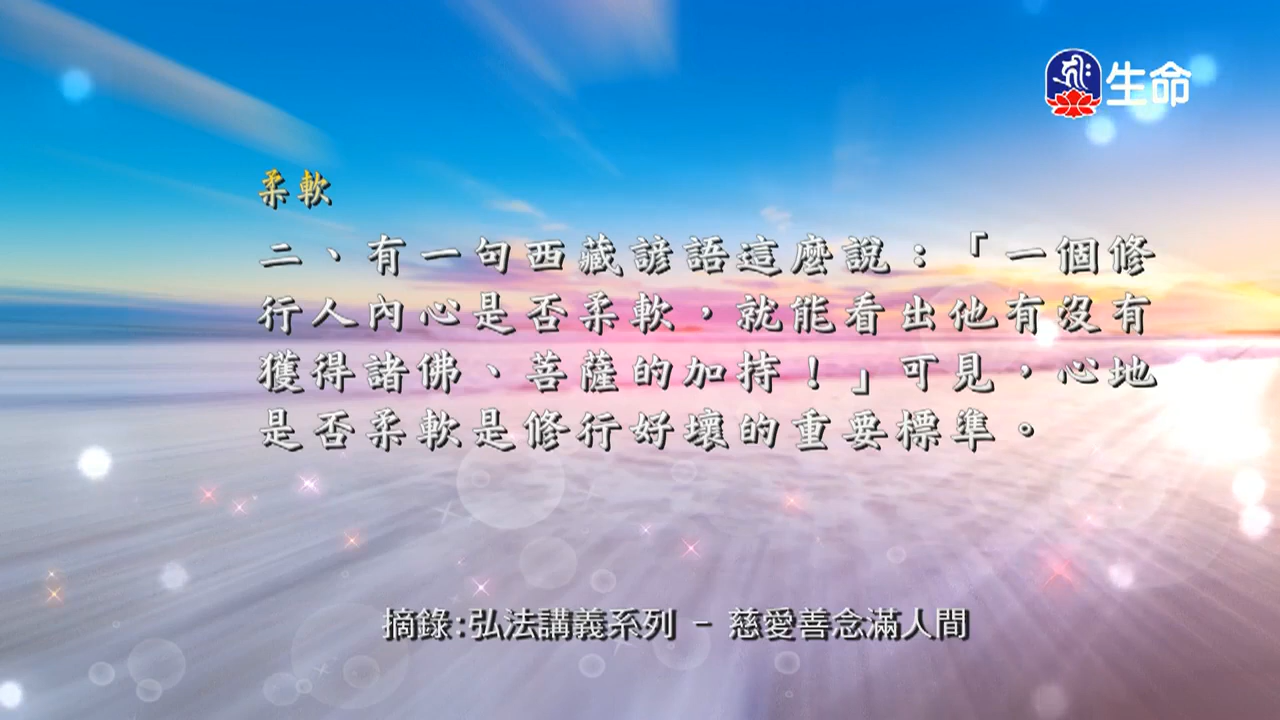 生命
柔軟
二、有一句西藏諺語這麼說：「一個修
行人內心是否柔軟，就能看出他有沒有
獲得諸佛、菩薩的加持！」可見，心地
是否柔軟是修行好壞的重要標準。
摘錄:弘法講義系列 - 慈愛善念滿人間